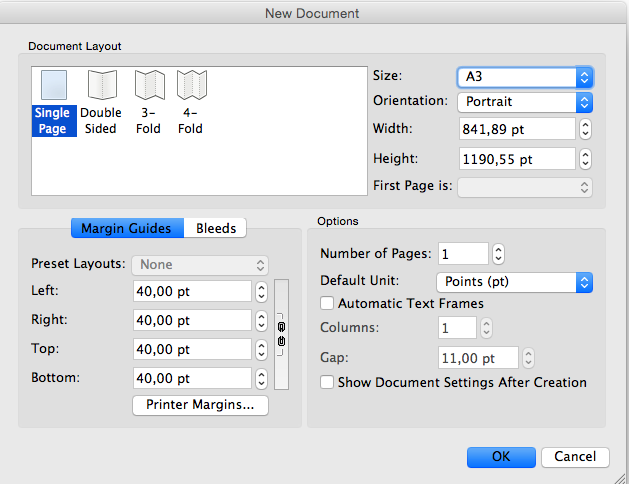 New Document
Document Layout
Single Page
Double Sided
3-Fold
4-Fold
Size: A3
Orientation: Portrait
Width: 841,89 pt
Height: 1190,55 pt
First Page is:
Margin Guides Bleeds
Preset Layouts: None
Left: 40,00 pt
Right: 40,00 pt
Top: 40,00 pt
Bottom: 40,00 pt
Printer Margins...
Options
Number of Pages: 1
Default Unit: Points (pt)
Automatic Text Frames
Columns: 1
Gap: 11,00 pt
Show Document Settings After Creation
OK Cancel